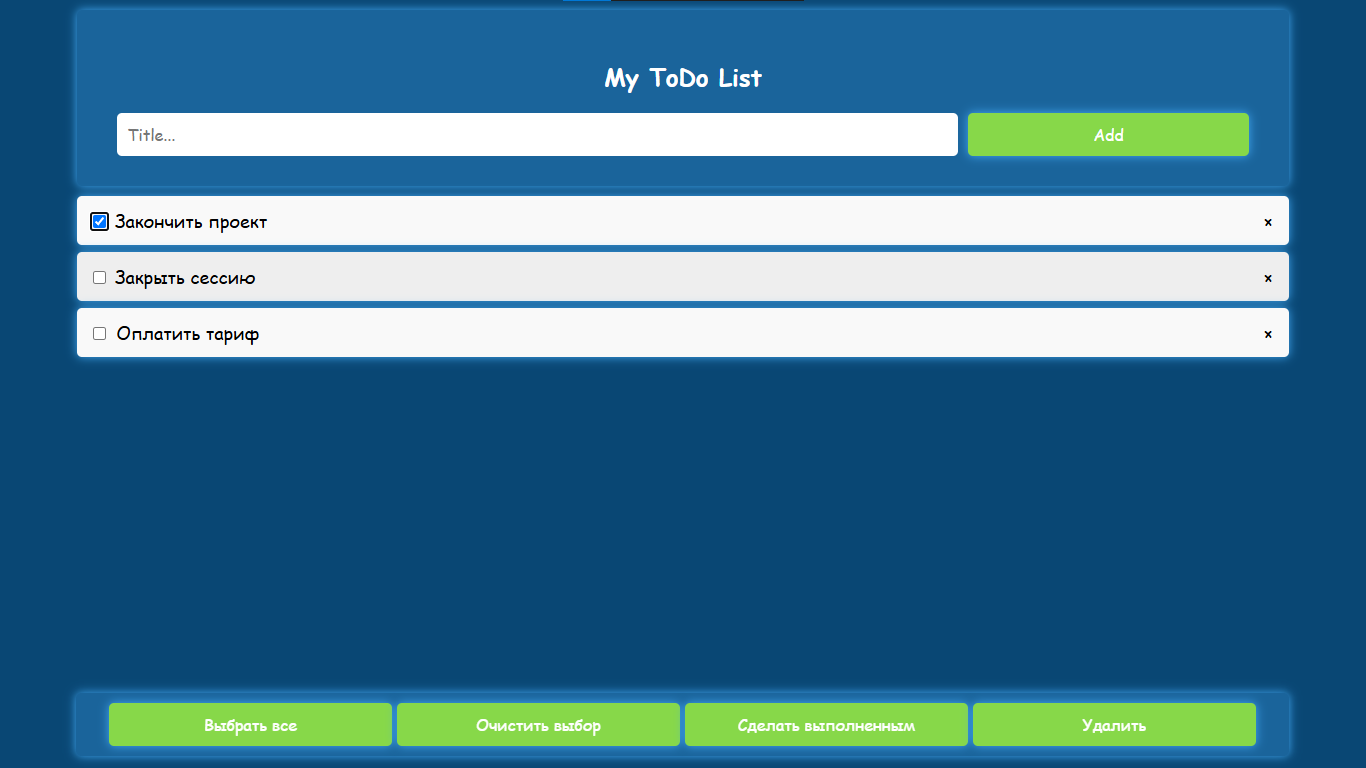 My ToDo List
Title...
Add
Закончить проект ×
Закрыть сессию ×
Оплатить тариф ×
Выбрать все Очистить выбор Сделать выполненным Удалить